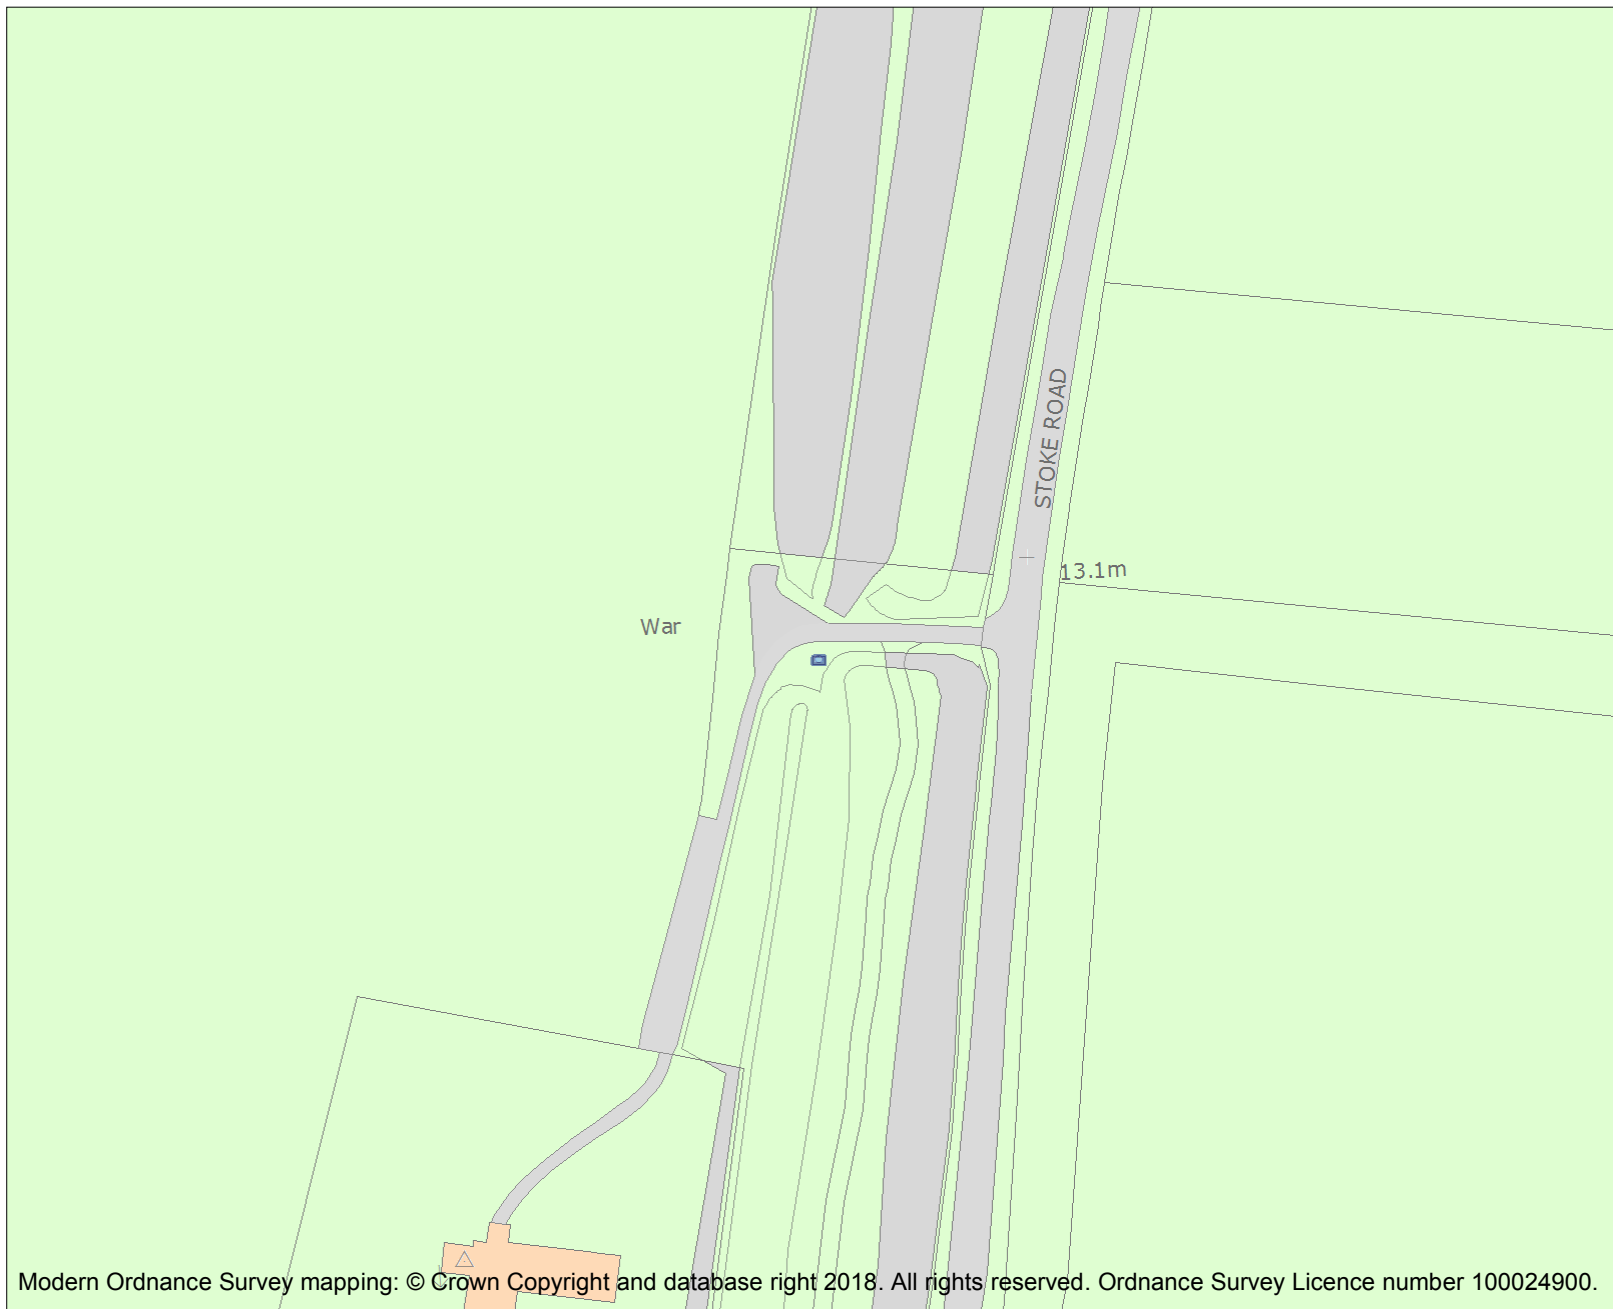 STOKE ROAD
13.1m
War
Modern Ordnance Survey mapping: © Crown Copyright and database right 2018. All rights reserved. Ordnance Survey Licence number 100024900.